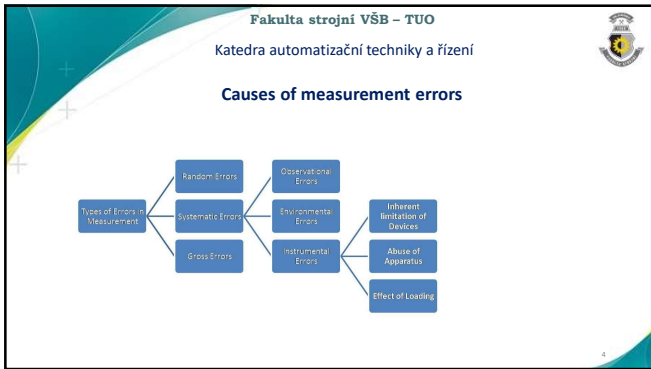 Fakulta strojní VŠB – TUO
Katedra automatizační techniky a řízení
Causes of measurement errors
Types of Errors in
Measurement
Random Errors
Systematic Errors
Gross Errors
Observational
Errors
Environmental
Errors
Instrumental
Errors
Inherent
limitation of
Devices
Abuse of
Apparatus
Effect of Loading
4